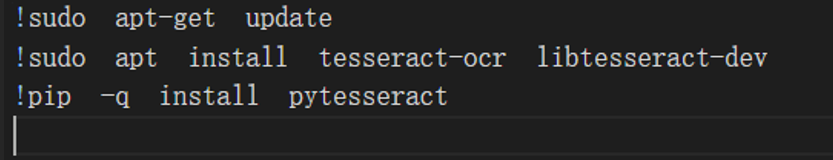 !sudo apt-get update
!sudo apt install tesseract-ocr libtesseract-dev
!pip -q install pytesseract